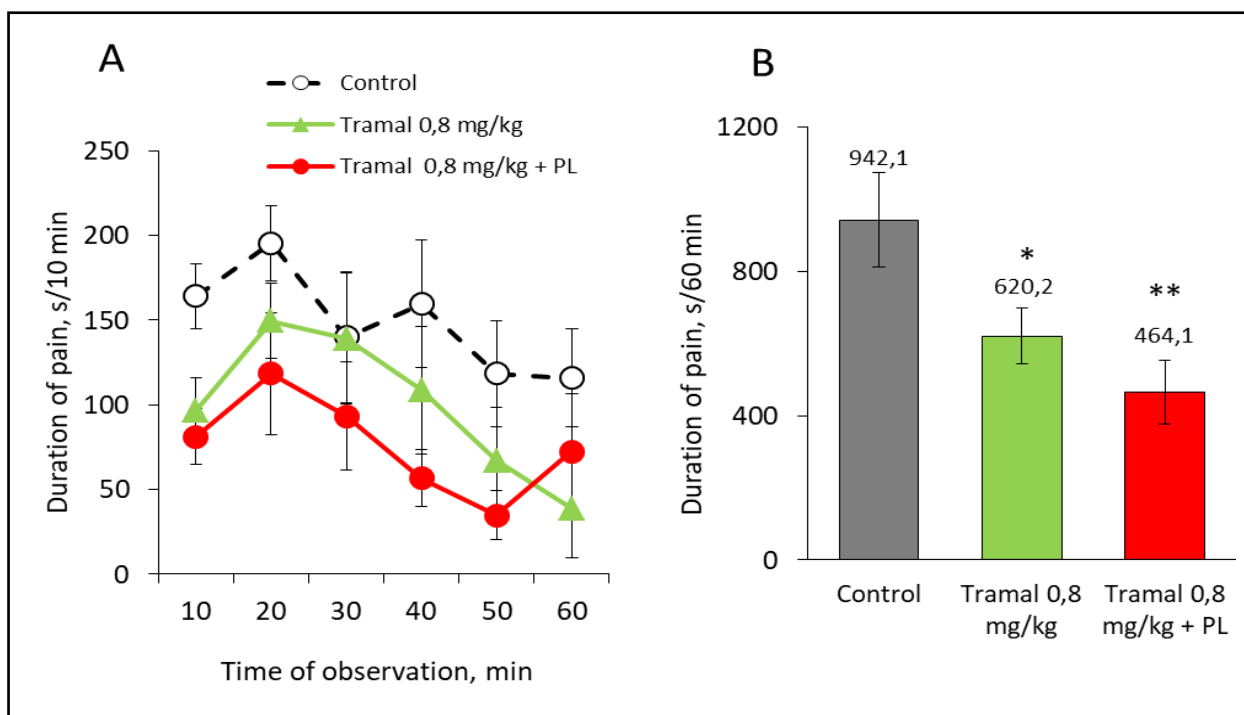 A
Control
Tramal 0,8 mg/kg
Tramal 0,8 mg/kg + PL
Duration of pain, s/10 min
250
200
150
100
50
0
10 20 30 40 50 60
Time of observation, min
B
Duration of pain, s/60 min
1200
800
400
0
942,1
*
620,2
**
464,1
Control
Tramal 0,8
mg/kg
Tramal 0,8
mg/kg + PL